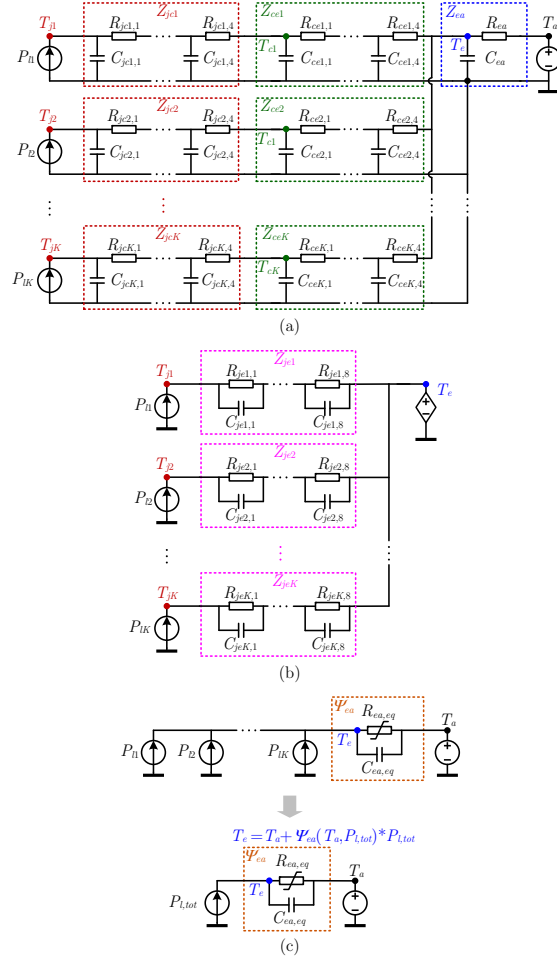 Z_jc1 Z_ce1 Z_ea
T_j1 R_jc1,1 R_jc1,4 R_ce1,1 R_ce1,4 R_ea T_a
P_l1 C_jc1,1 C_jc1,4 T_c1 C_ce1,1 C_ce1,4 T_e C_ea
Z_jc2 Z_ce2
T_j2 R_jc2,1 R_jc2,4 R_ce2,1 R_ce2,4
P_l2 C_jc2,1 C_jc2,4 T_c1 C_ce2,1 C_ce2,4
Z_jcK Z_ceK
T_jK R_jcK,1 R_jcK,4 R_ceK,1 R_ceK,4
P_lK C_jcK,1 C_jcK,4 T_cK C_ceK,1 C_ceK,4
(a)
Z_je1
T_j1 R_je1,1 R_je1,8 T_e
P_l1 C_je1,1 C_je1,8
Z_je2
T_j2 R_je2,1 R_je2,8
P_l2 C_je2,1 C_je2,8
Z_jeK
T_jK R_jeK,1 R_jeK,8
P_lK C_jeK,1 C_jeK,8
(b)
Ψ_ea
R_ea,eq T_a
P_l1 P_l2 P_lK T_e
C_ea,eq
T_e = T_a + Ψ_ea(T_a, P_l,tot)*P_l,tot
Ψ_ea
R_ea,eq T_a
P_l,tot T_e
C_ea,eq
(c)